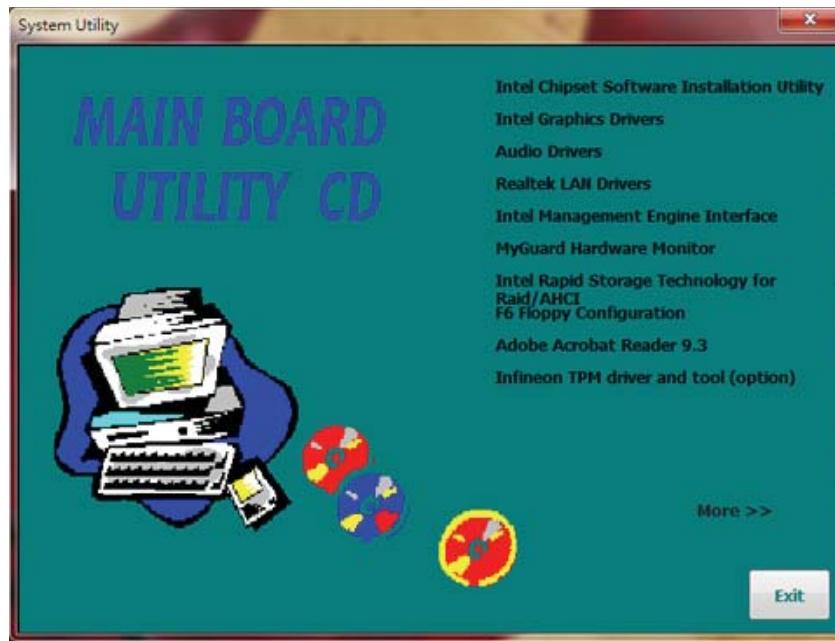 System Utility
MAIN BOARD
UTILITY CD
Intel Chipset Software Installation Utility
Intel Graphics Drivers
Audio Drivers
Realtek LAN Drivers
Intel Management Engine Interface
MyGuard Hardware Monitor
Intel Rapid Storage Technology for
Raid/AHCI
F6 Floppy Configuration
Adobe Acrobat Reader 9.3
Infineon TPM driver and tool (option)
More >>
Exit